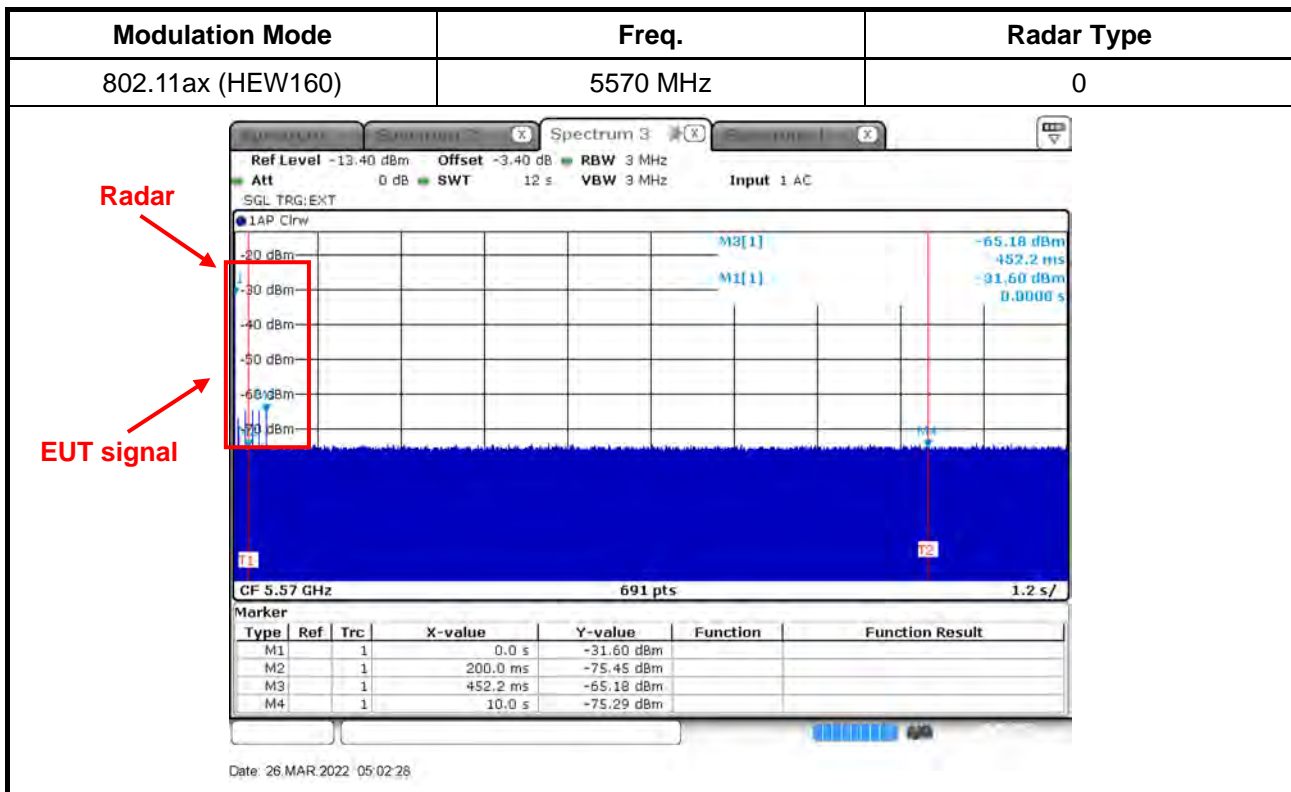 Modulation Mode Freq. Radar Type
802.11ax (HEW160) 5570 MHz 0
Spectrum 3
Ref Level -13.40 dBm Offset -3.40 dB RBW 3 MHz
Att 0 dB SWT 12 s VBW 3 MHz Input 1 AC
SGL TRG:EXT
1AP Clrw
Radar
EUT signal
M3[1] -65.18 dBm
452.2 ms
M1[1] -31.60 dBm
0.0000 s
-20 dBm
-30 dBm
-40 dBm
-50 dBm
M4
T1
T2
CF 5.57 GHz 691 pts 1.2 s/
Marker
Type Ref Trc X-value Y-value Function Function Result
M1 1 0.0 s -31.60 dBm
M2 1 200.0 ms -75.45 dBm
M3 1 452.2 ms -65.18 dBm
M4 1 10.0 s -75.29 dBm
Date: 26.MAR.2022 05:02:28